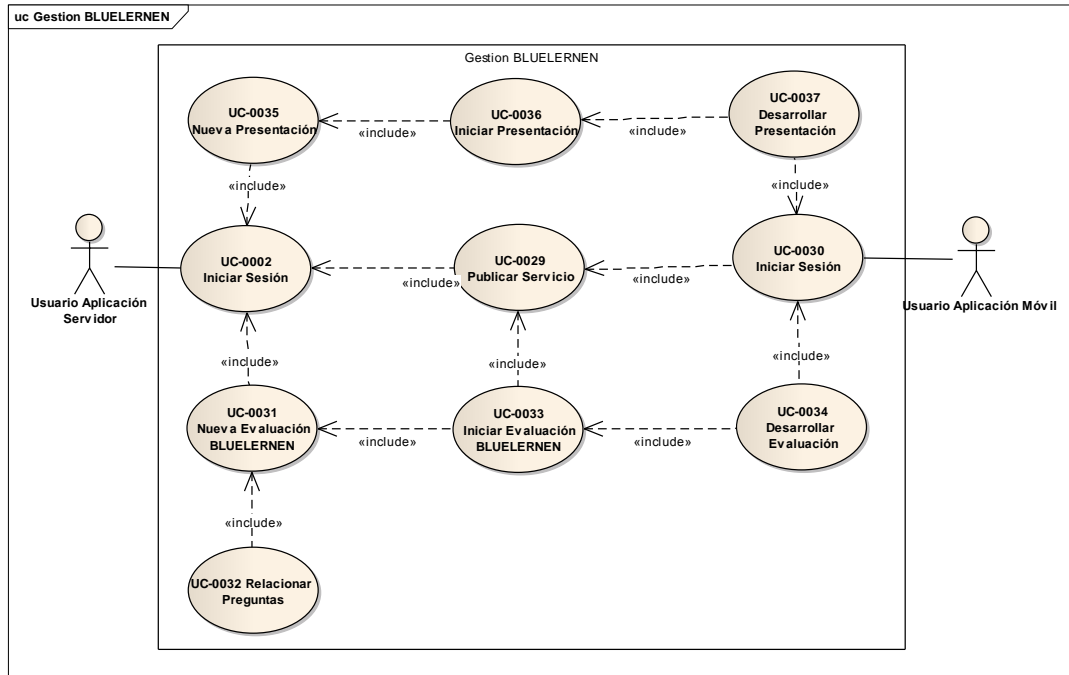 uc Gestion BLUELERNEN
Gestion BLUELERNEN
UC-0035
Nueva Presentación
UC-0036
Iniciar Presentación
UC-0037
Desarrollar
Presentación
«include»
«include»
«include»
«include»
UC-0002
Iniciar Sesión
UC-0029
Publicar Servicio
UC-0030
Iniciar Sesión
«include»
«include»
Usuario Aplicación
Servidor
Usuario Aplicación Móvil
«include»
«include»
«include»
UC-0031
Nueva Evaluación
BLUELERNEN
UC-0033
Iniciar Evaluación
BLUELERNEN
UC-0034
Desarrollar
Evaluación
«include»
«include»
«include»
UC-0032 Relacionar
Preguntas